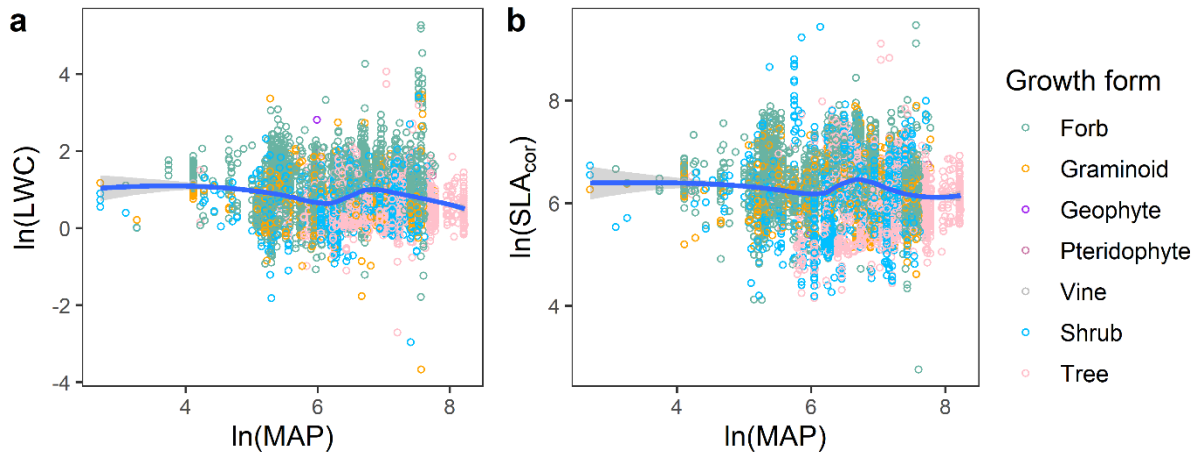 a
ln(LWC)
4
2
0
-2
-4
4
6
8
ln(MAP)
b
ln(SLAcor)
8
6
4
4
6
8
ln(MAP)
Growth form
Forb
Graminoid
Geophyte
Pteridophyte
Vine
Shrub
Tree